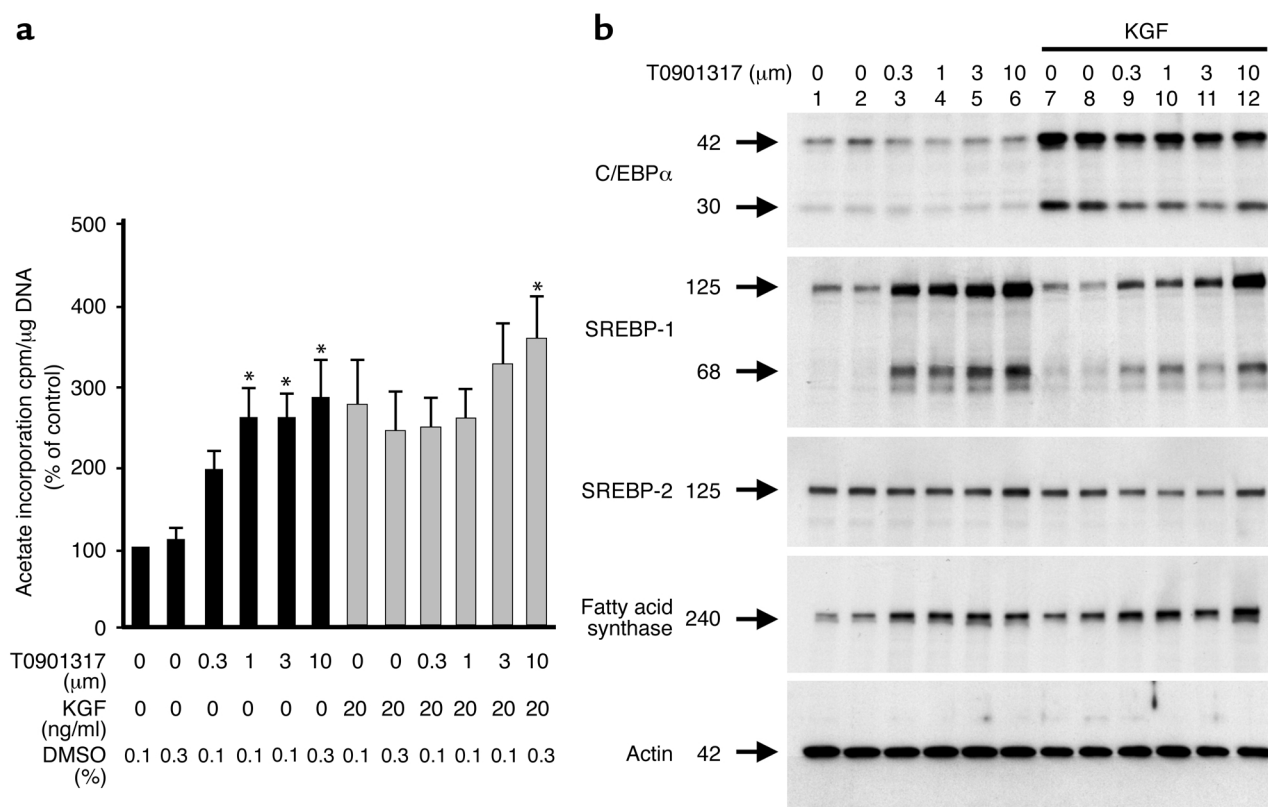 a
Acetate incorporation cpm/μg DNA
(% of control)
500
400
300
200
100
0
* * * *
T0901317 0 0 0.3 1 3 10 0 0 0.3 1 3 10
(μm)
KGF 0 0 0 0 0 0 20 20 20 20 20 20
(ng/ml)
DMSO 0.1 0.3 0.1 0.1 0.1 0.3 0.1 0.3 0.1 0.1 0.1 0.3
(%)
b
KGF
T0901317 (μm) 0 0 0.3 1 3 10 0 0 0.3 1 3 10
1 2 3 4 5 6 7 8 9 10 11 12
42
C/EBPα
30
125
SREBP-1
68
SREBP-2 125
Fatty acid
synthase 240
Actin 42